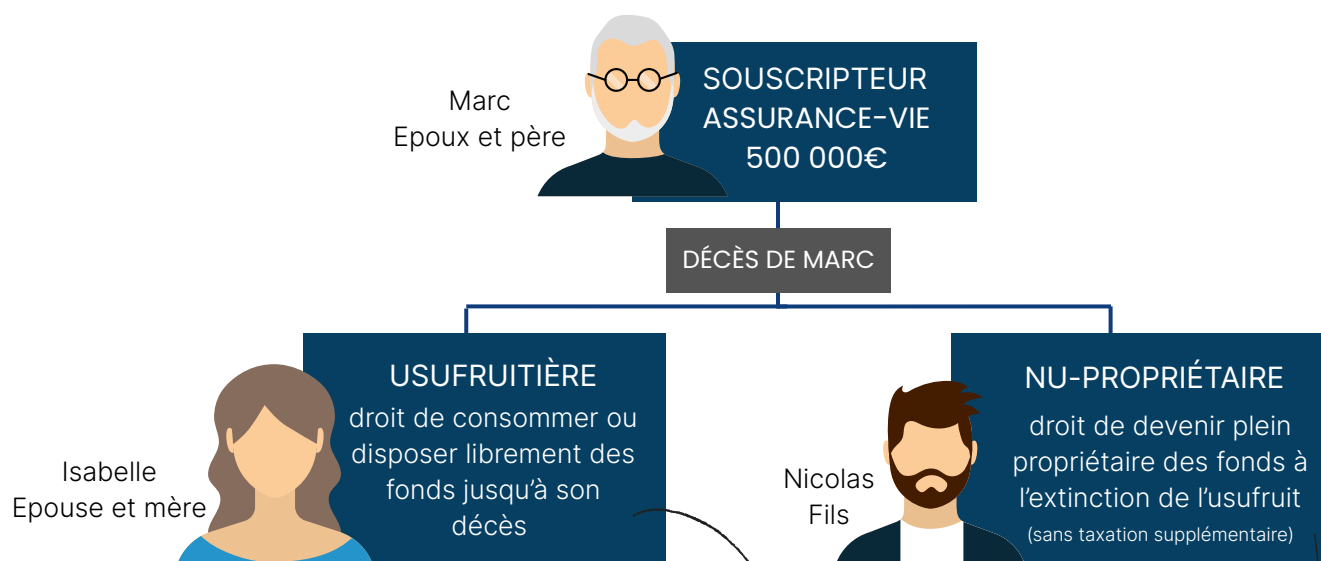 Marc
Epoux et père
SOUSCRIPTEUR
ASSURANCE-VIE
500 000€
DÉCÈS DE MARC
Isabelle
Epouse et mère
USUFRUITIÈRE
droit de consommer ou
disposer librement des
fonds jusqu'à son
décès
Nicolas
Fils
NU-PROPRIÉTAIRE
droit de devenir plein
propriétaire des fonds à
l'extinction de l'usufruit
(sans taxation supplémentaire)